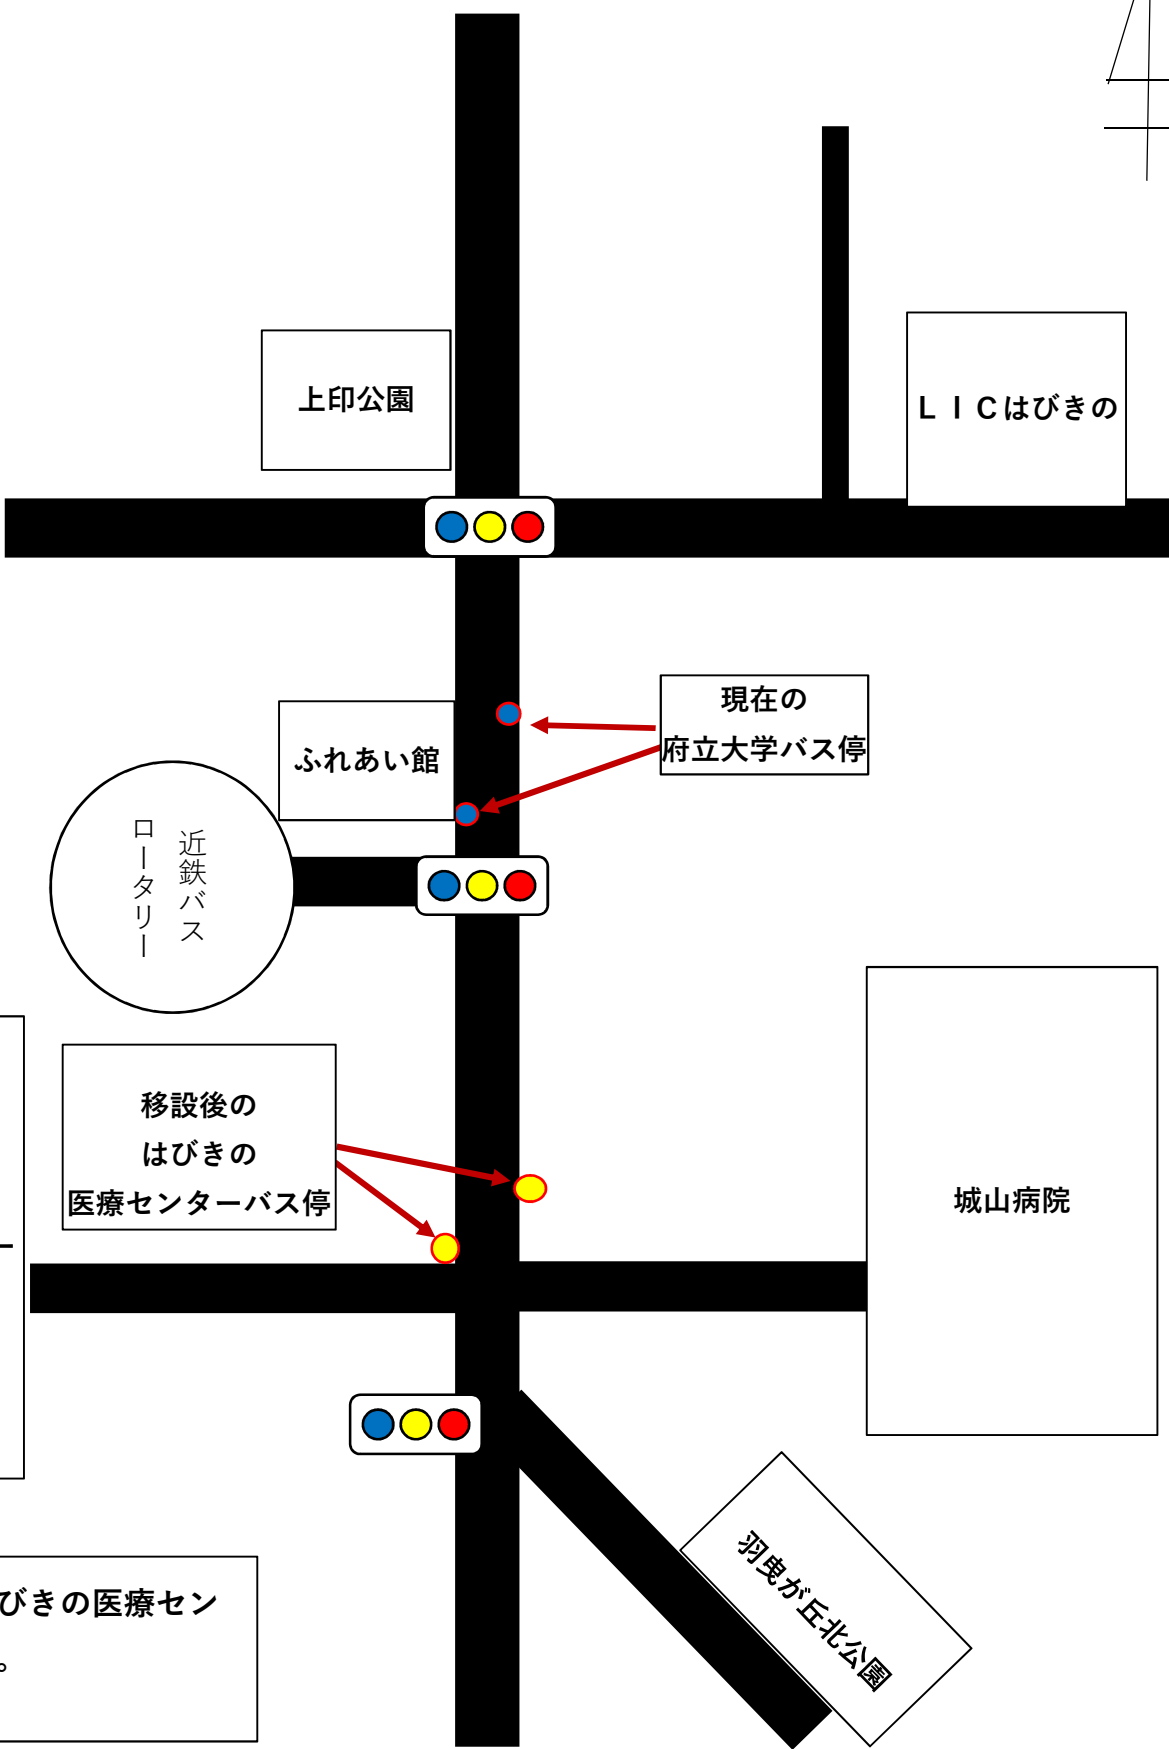 上印公園
ＬＩＣはびきの
現在の
府立大学バス停
ふれあい館
近鉄バス
ロータリー
移設後の
はびきの
医療センターバス停
城山病院
ー
羽曳が丘北公園
びきの医療セン
。